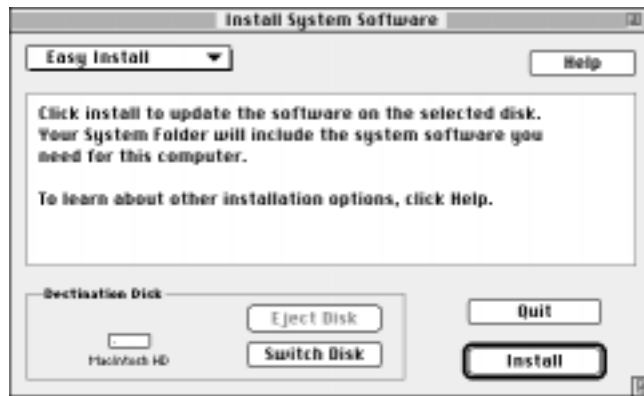 Install System Software
Easy Install
Help
Click install to update the software on the selected disk.
Your System Folder will include the system software you
need for this computer.
To learn about other installation options, click Help.
Destination Disk
Eject Disk
Quit
Macintosh HD
Switch Disk
Install